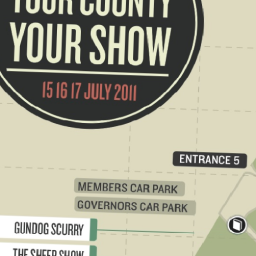 YOUR COUNTY
YOUR SHOW
15 16 17 JULY 2011
ENTRANCE 5
MEMBERS CAR PARK
GOVERNORS CAR PARK
GUNDOG SCURRY
THE SHEEP SHOW